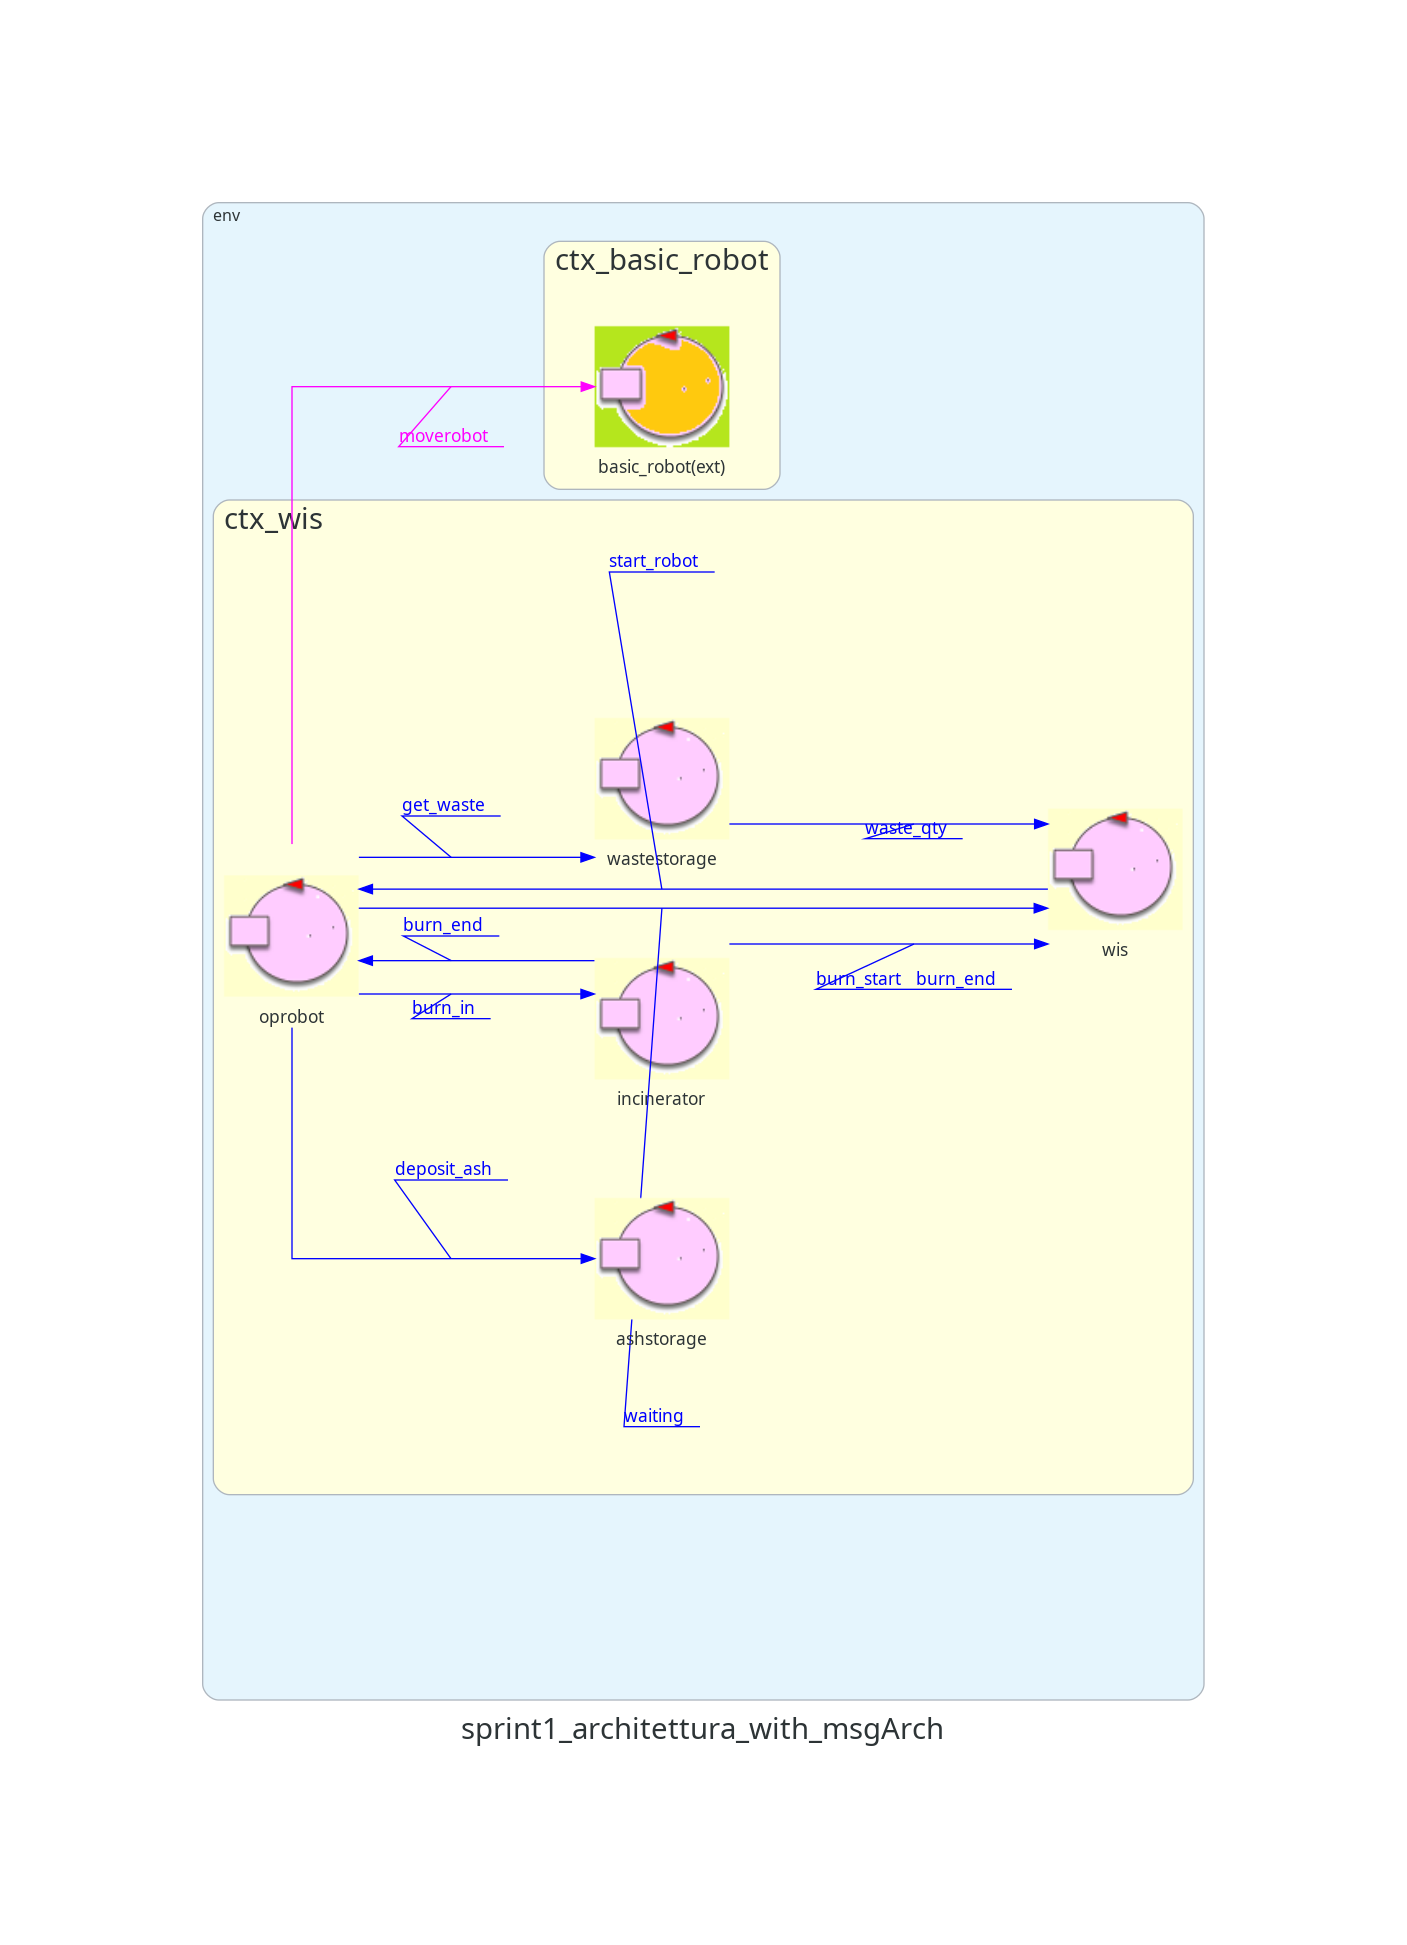 env
ctx_basic_robot
moverobot
basic_robot(ext)
ctx_wis
start_robot
get_waste
waste_qty
wastestorage
burn_end
wis
burn_start burn_end
burn_in
oprobot
incinerator
deposit_ash
ashstorage
waiting
sprint1_architettura_with_msgArch